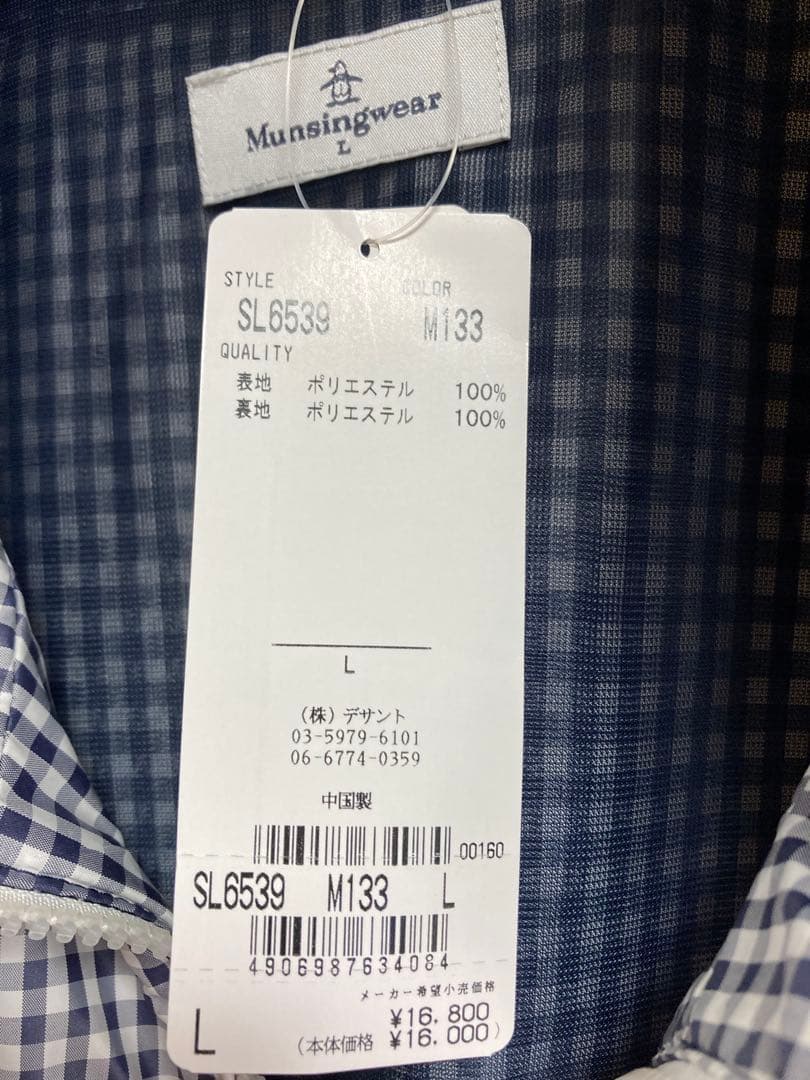 Munsingwear
L
STYLE COLOR
SL6539 M133
QUALITY
表地 ポリエステル 100%
裏地 ポリエステル 100%
L
(株)デサント
03-5979-6101
06-6774-0359
中国製
00160
SL6539 M133 L
4906987634084
メーカー希望小売価格
L ¥16,800
(本体価格 ¥16,000)